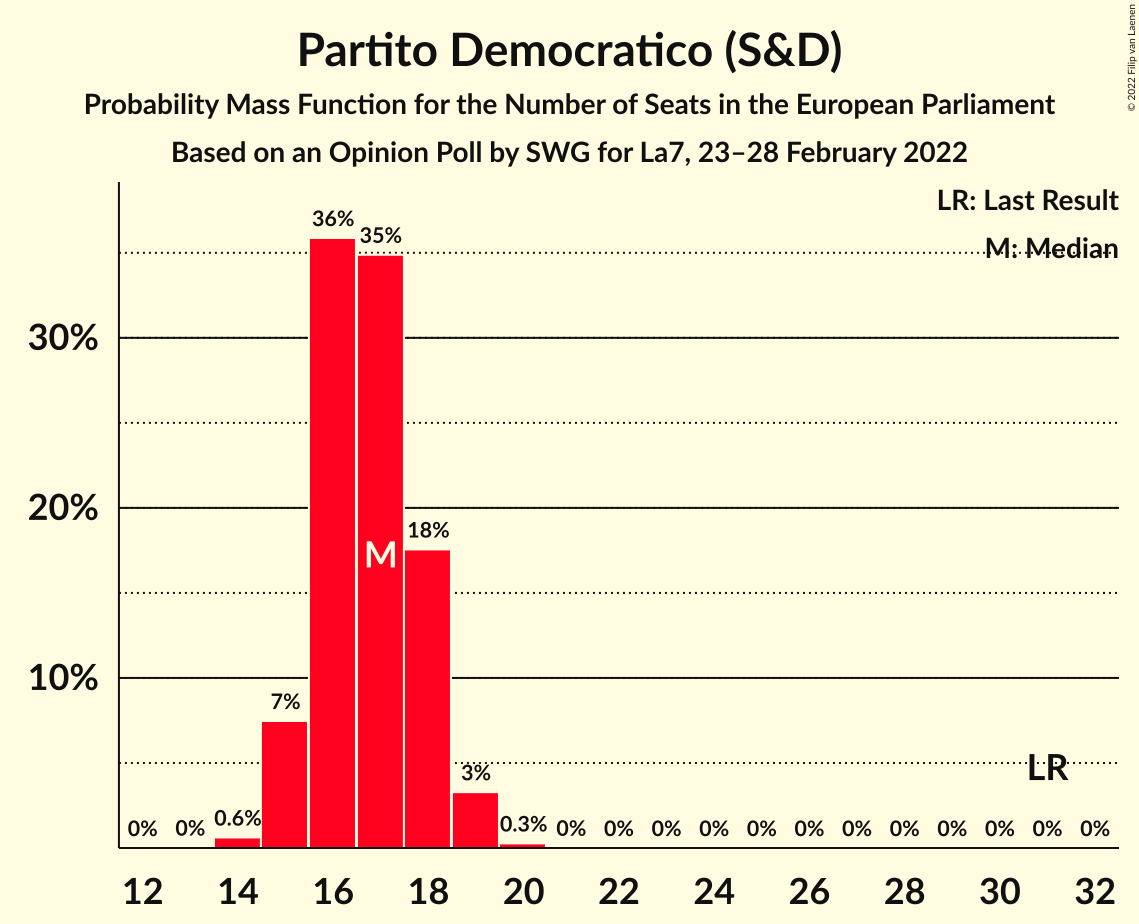 Partito Democratico (S&D)
Probability Mass Function for the Number of Seats in the European Parliament
Based on an Opinion Poll by SWG for La7, 23–28 February 2022
© 2022 Filip van Laenen
LR: Last Result
M: Median
36%
35%
30%
20%
18%
M
10%
7%
LR
3%
0% 0% 0.6% 0.3% 0% 0% 0% 0% 0% 0% 0% 0% 0% 0% 0% 0%
12 14 16 18 20 22 24 26 28 30 32